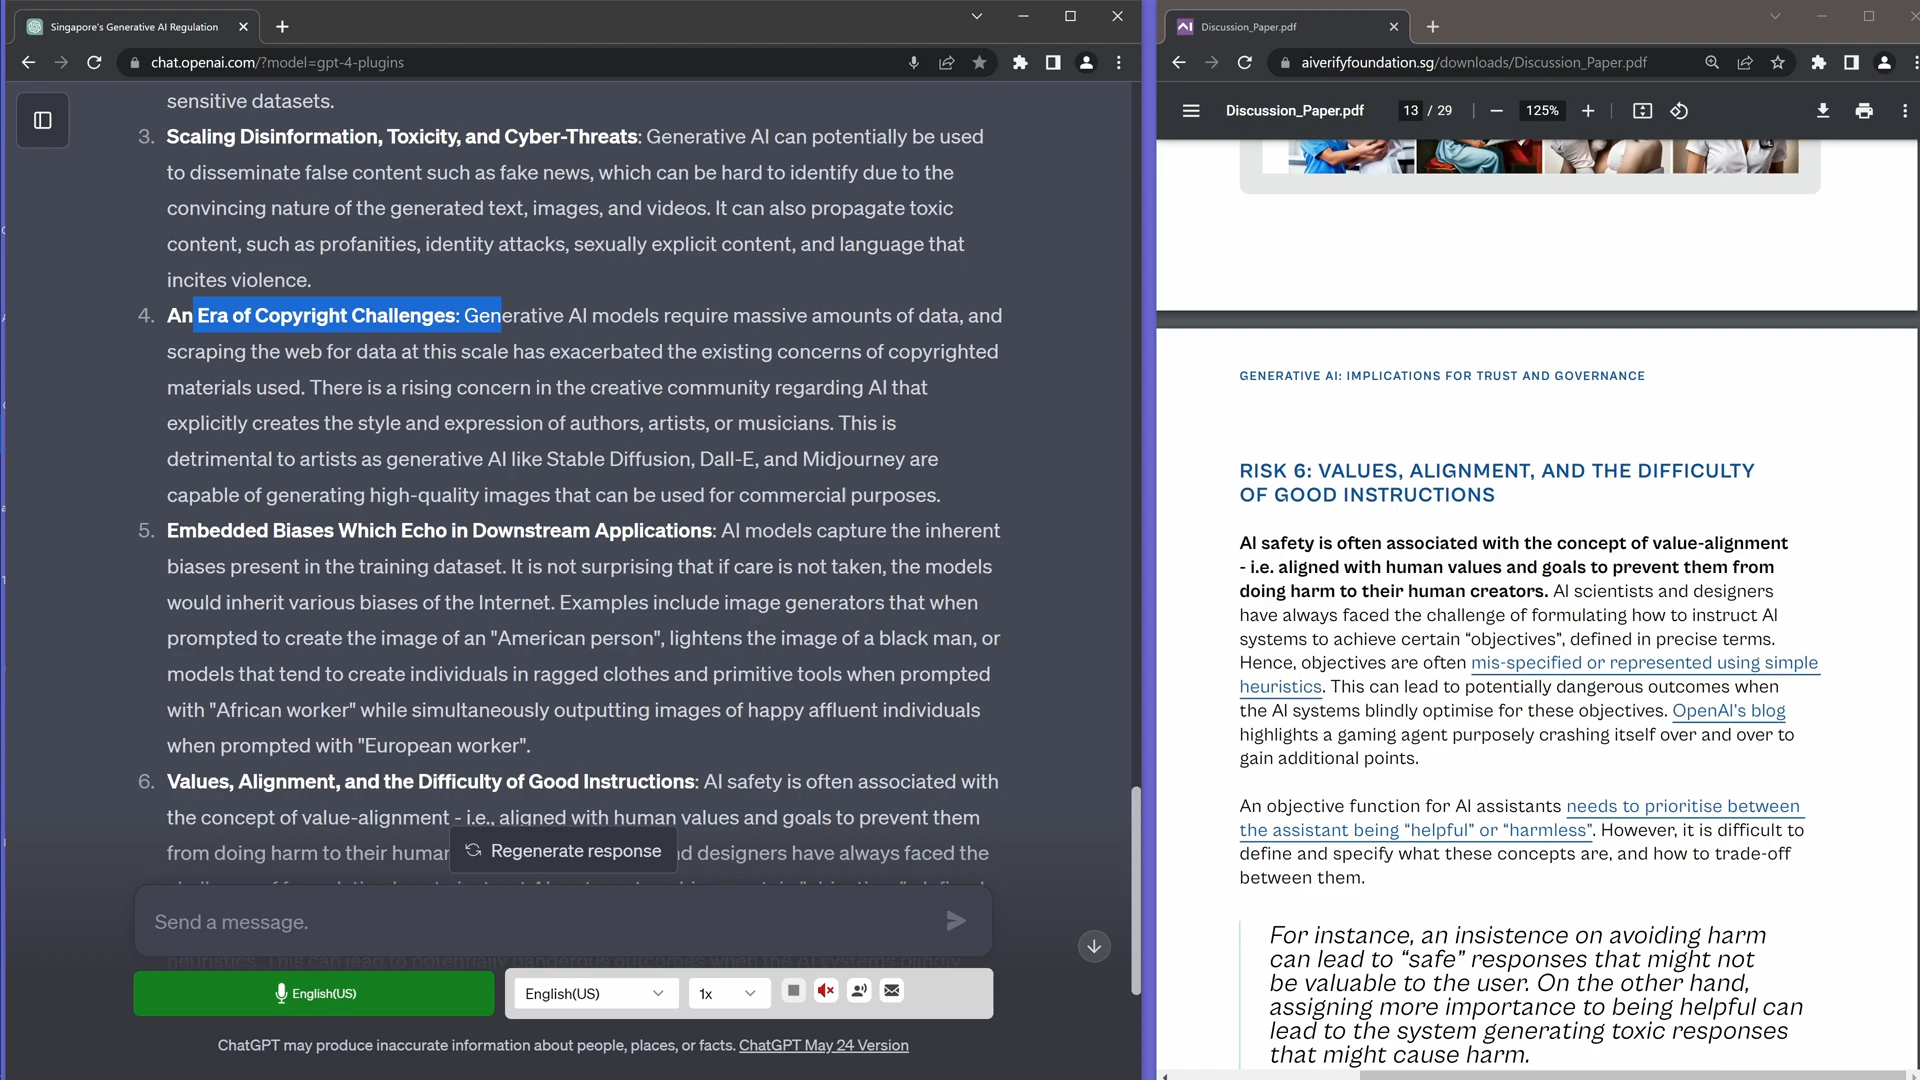 Singapore's Generative AI Regulation
chat.openai.com/?model=gpt-4-plugins
sensitive datasets.
3. Scaling Disinformation, Toxicity, and Cyber-Threats: Generative AI can potentially be used
to disseminate false content such as fake news, which can be hard to identify due to the
convincing nature of the generated text, images, and videos. It can also propagate toxic
content, such as profanities, identity attacks, sexually explicit content, and language that
incites violence.
4. An Era of Copyright Challenges: Generative AI models require massive amounts of data, and
scraping the web for data at this scale has exacerbated the existing concerns of copyrighted
materials used. There is a rising concern in the creative community regarding AI that
explicitly creates the style and expression of authors, artists, or musicians. This is
detrimental to artists as generative AI like Stable Diffusion, Dall-E, and Midjourney are
capable of generating high-quality images that can be used for commercial purposes.
5. Embedded Biases Which Echo in Downstream Applications: AI models capture the inherent
biases present in the training dataset. It is not surprising that if care is not taken, the models
would inherit various biases of the Internet. Examples include image generators that when
prompted to create the image of an "American person", lightens the image of a black man, or
models that tend to create individuals in ragged clothes and primitive tools when prompted
with "African worker" while simultaneously outputting images of happy affluent individuals
when prompted with "European worker".
6. Values, Alignment, and the Difficulty of Good Instructions: AI safety is often associated with
the concept of value-alignment - i.e., aligned with human values and goals to prevent them
from doing harm to their human
Regenerate response
nd designers have always faced the
Send a message.
heuristics. This can lead to potentially dangerous outcomes when the AI systems blindly
English(US)
English(US)
1x
ChatGPT may produce inaccurate information about people, places, or facts. ChatGPT May 24 Version
Discussion_Paper.pdf
aiverifyfoundation.sg/downloads/Discussion_Paper.pdf
Discussion_Paper.pdf 13 / 29 125%
GENERATIVE AI: IMPLICATIONS FOR TRUST AND GOVERNANCE
RISK 6: VALUES, ALIGNMENT, AND THE DIFFICULTY
OF GOOD INSTRUCTIONS
AI safety is often associated with the concept of value-alignment
- i.e. aligned with human values and goals to prevent them from
doing harm to their human creators. AI scientists and designers
have always faced the challenge of formulating how to instruct AI
systems to achieve certain “objectives”, defined in precise terms.
Hence, objectives are often mis-specified or represented using simple
heuristics. This can lead to potentially dangerous outcomes when
the AI systems blindly optimise for these objectives. OpenAI’s blog
highlights a gaming agent purposely crashing itself over and over to
gain additional points.
An objective function for AI assistants needs to prioritise between
the assistant being “helpful” or “harmless”. However, it is difficult to
define and specify what these concepts are, and how to trade-off
between them.
For instance, an insistence on avoiding harm
can lead to “safe” responses that might not
be valuable to the user. On the other hand,
assigning more importance to being helpful can
lead to the system generating toxic responses
that might cause harm.